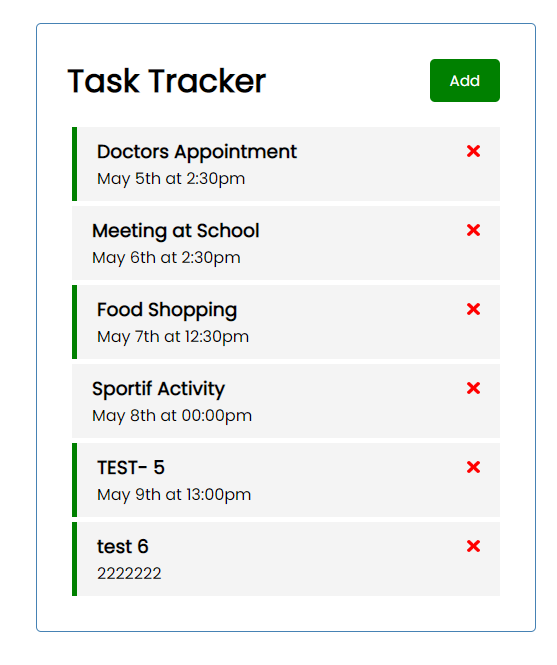 Task Tracker
Add
Doctors Appointment
May 5th at 2:30pm
Meeting at School
May 6th at 2:30pm
Food Shopping
May 7th at 12:30pm
Sportif Activity
May 8th at 00:00pm
TEST- 5
May 9th at 13:00pm
test 6
2222222